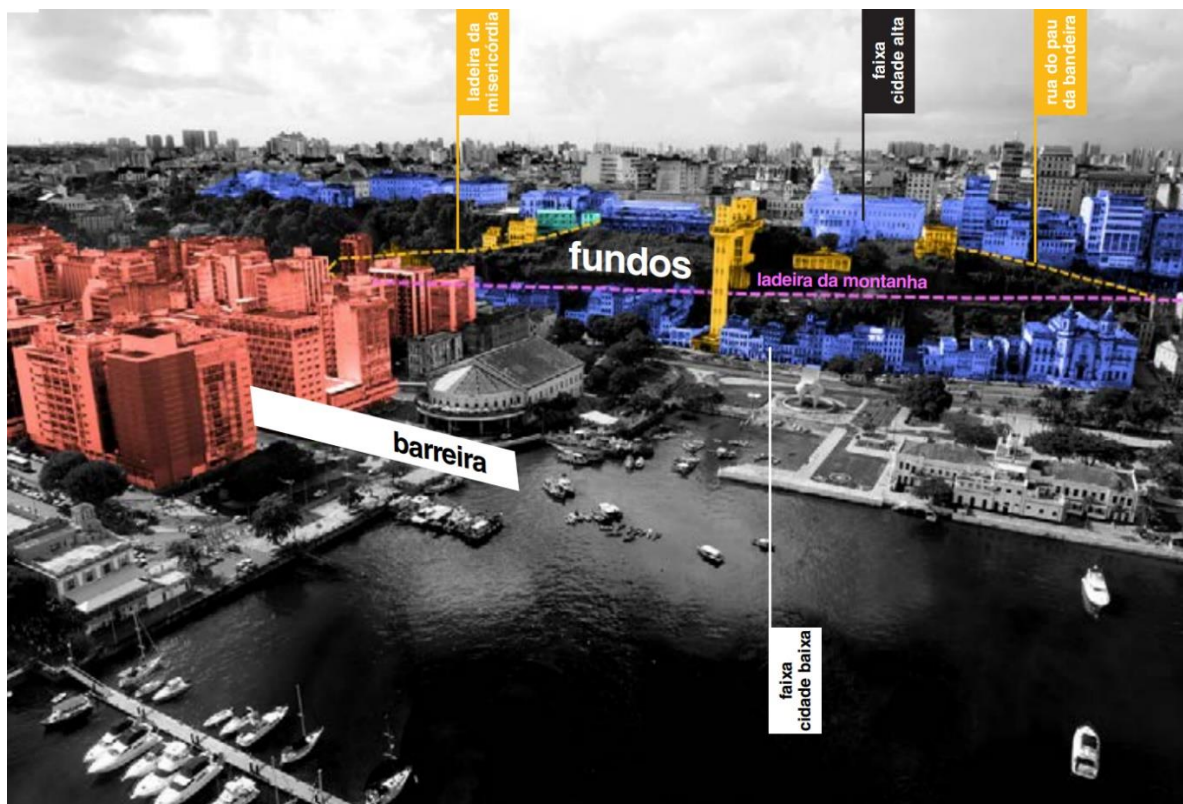 ladeira da
misericórdia
faixa
cidade alta
rua do pau
da bandeira
fundos
ladeira da montanha
barreira
faixa
cidade baixa